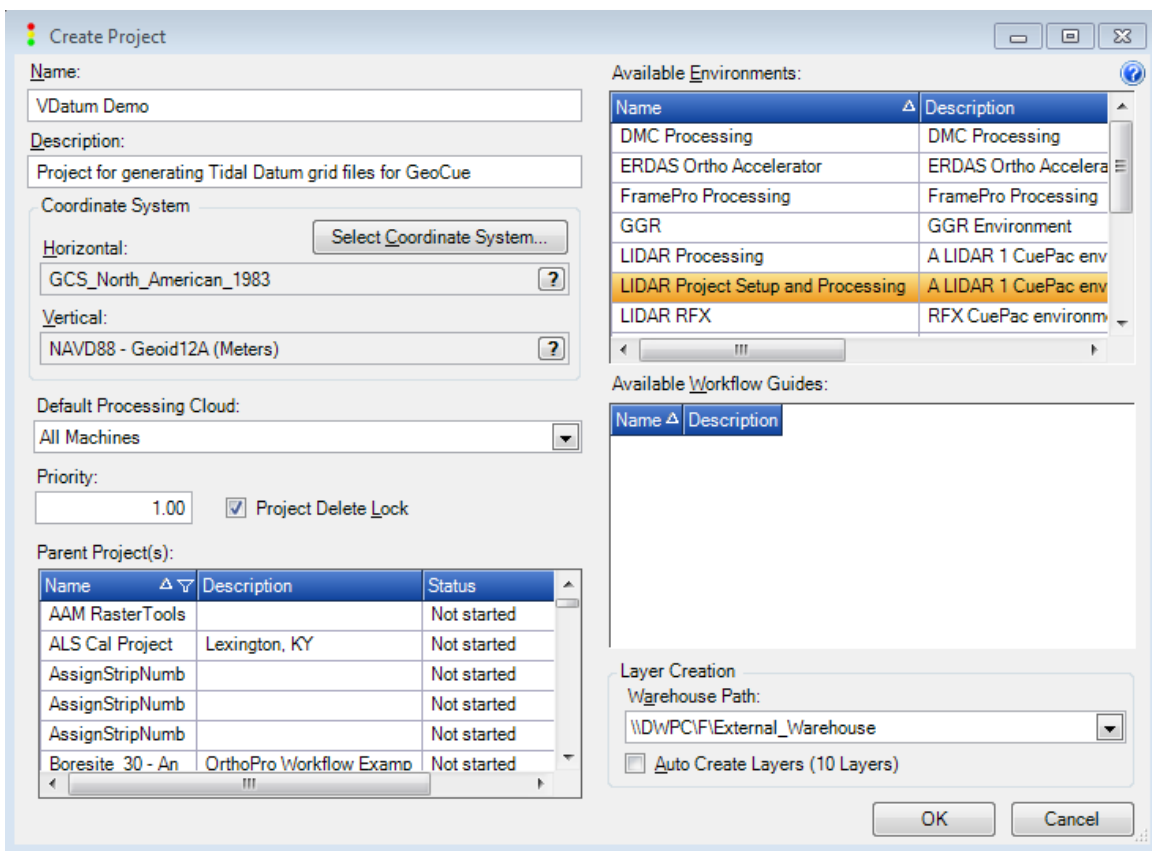 Create Project
Name:
VDatum Demo
Description:
Project for generating Tidal Datum grid files for GeoCue
Coordinate System
Select Coordinate System...
Horizontal:
GCS_North_American_1983
?
Vertical:
NAVD88 - Geoid12A (Meters)
?
Default Processing Cloud:
All Machines
Priority:
1.00
Project Delete Lock
Parent Project(s):
Name Description Status
AAM RasterTools Not started
ALS Cal Project Lexington, KY Not started
AssignStripNumb Not started
AssignStripNumb Not started
AssignStripNumb Not started
Boresite 30 - An OrthoPro Workflow Examp Not started
Available Environments:
?
Name Description
DMC Processing DMC Processing
ERDAS Ortho Accelerator ERDAS Ortho Accelera
FramePro Processing FramePro Processing
GGR GGR Environment
LIDAR Processing A LIDAR 1 CuePac env
LIDAR Project Setup and Processing A LIDAR 1 CuePac env
LIDAR RFX RFX CuePac environm
Available Workflow Guides:
Name Description
Layer Creation
Warehouse Path:
\\DWPC\F\External_Warehouse
Auto Create Layers (10 Layers)
OK
Cancel